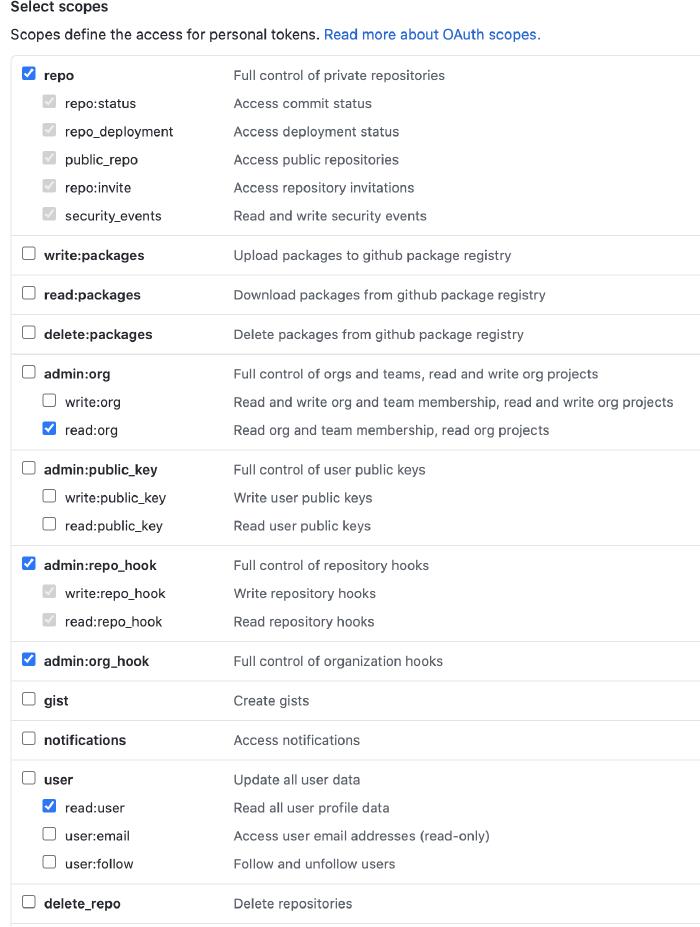 Select scopes
Scopes define the access for personal tokens. Read more about OAuth scopes.
repo Full control of private repositories
repo:status Access commit status
repo_deployment Access deployment status
public_repo Access public repositories
repo:invite Access repository invitations
security_events Read and write security events
write:packages Upload packages to github package registry
read:packages Download packages from github package registry
delete:packages Delete packages from github package registry
admin:org Full control of orgs and teams, read and write org projects
write:org Read and write org and team membership, read and write org projects
read:org Read org and team membership, read org projects
admin:public_key Full control of user public keys
write:public_key Write user public keys
read:public_key Read user public keys
admin:repo_hook Full control of repository hooks
write:repo_hook Write repository hooks
read:repo_hook Read repository hooks
admin:org_hook Full control of organization hooks
gist Create gists
notifications Access notifications
user Update all user data
read:user Read all user profile data
user:email Access user email addresses (read-only)
user:follow Follow and unfollow users
delete_repo Delete repositories